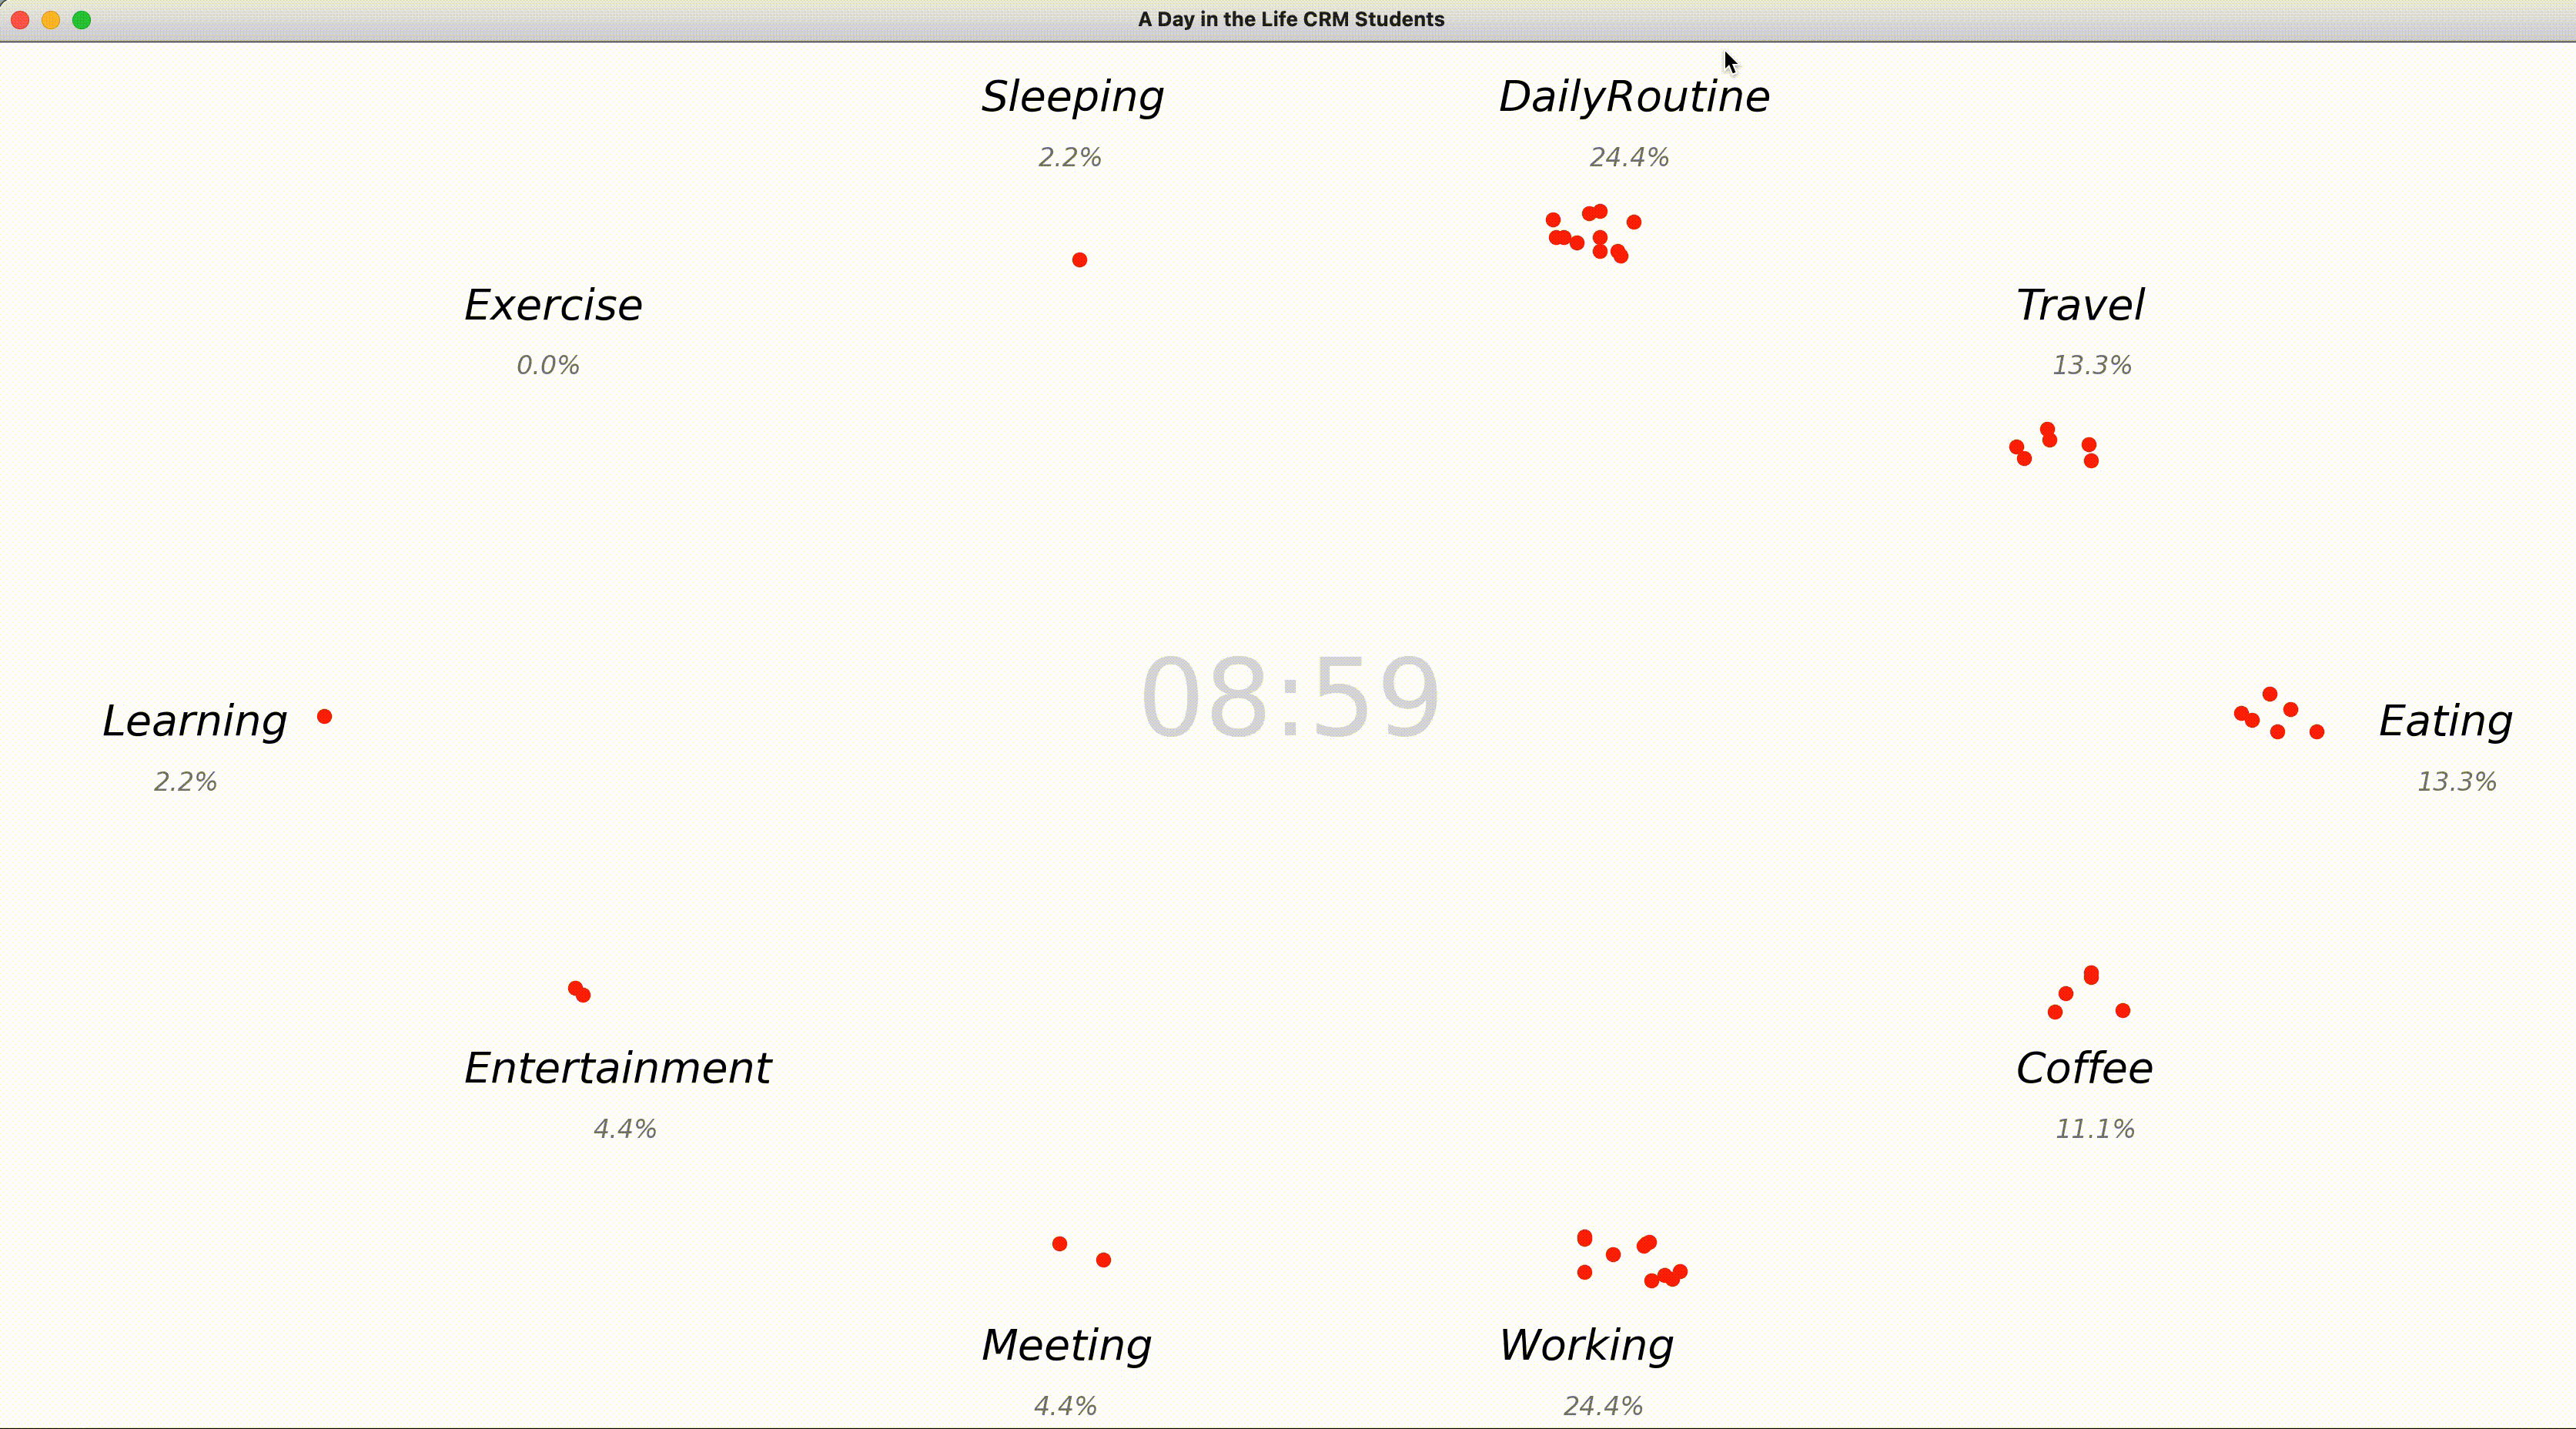 A Day in the Life CRM Students
Sleeping
2.2%
DailyRoutine
24.4%
Exercise
0.0%
Travel
13.3%
08:59
Learning
2.2%
Eating
13.3%
Entertainment
4.4%
Coffee
11.1%
Meeting
4.4%
Working
24.4%